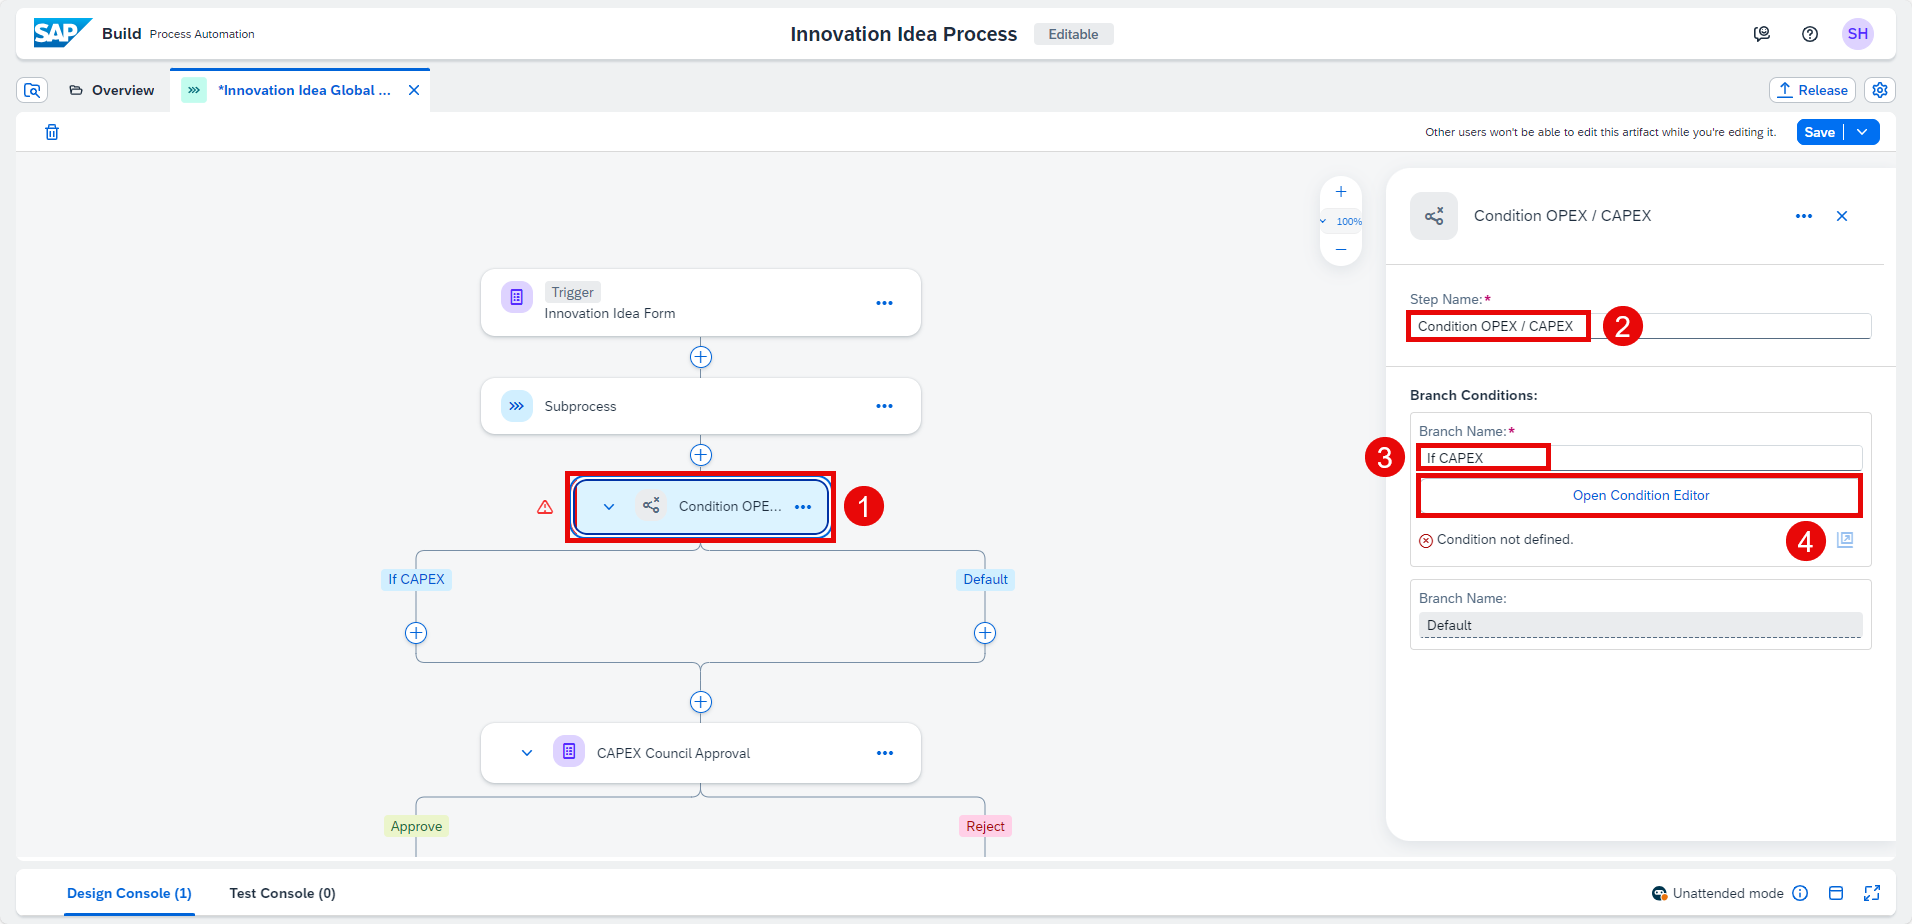 SAP Build Process Automation
Innovation Idea Process Editable
SH
Overview
*Innovation Idea Global ...
Release
Other users won't be able to edit this artifact while you're editing it.
Save
100%
Trigger
Innovation Idea Form
Subprocess
Condition OPE...
1
If CAPEX
Default
CAPEX Council Approval
Approve
Reject
Condition OPEX / CAPEX
Step Name:*
Condition OPEX / CAPEX
2
Branch Conditions:
Branch Name:*
3
If CAPEX
Open Condition Editor
Condition not defined.
4
Branch Name:
Default
Design Console (1)
Test Console (0)
Unattended mode